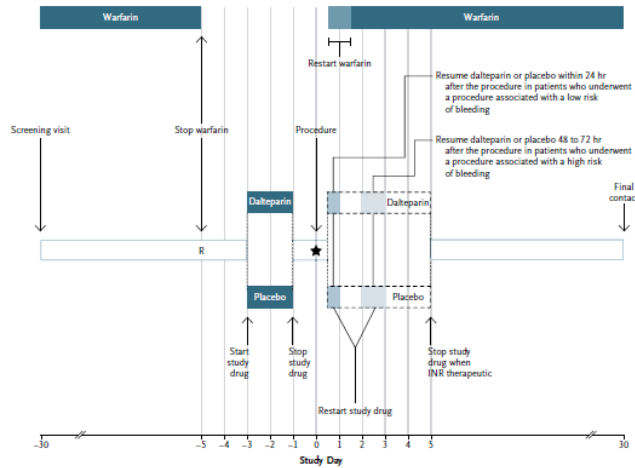 Warfarin
Warfarin
Restart warfarin
Resume dalteparin or placebo within 24 hr
after the procedure in patients who underwent
a procedure associated with a low risk
of bleeding
Screening visit
Stop warfarin
Procedure
Resume dalteparin or placebo 48 to 72 hr
after the procedure in patients who underwent
a procedure associated with a high risk
of bleeding
Final
contac
Dalteparin
Dalteparin
R
Placebo
Placebo
Start
study
drug
Stop
study
drug
Stop study
drug when
INR therapeutic
Restart study drug
–30
–5
–4
–3
–2
–1
0
1
2
3
4
5
30
Study Day